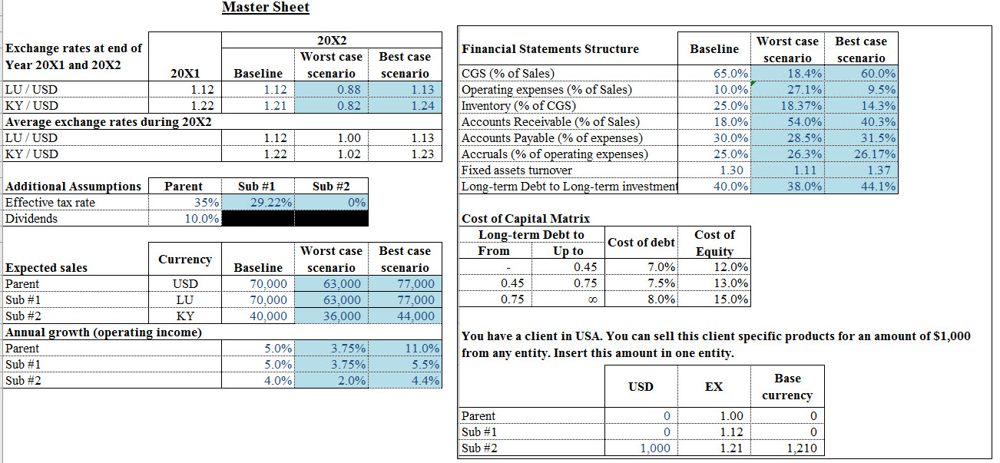 Master Sheet
Exchange rates at end of
Year 20X1 and 20X2
20X1
20X2
Baseline
Worst case
scenario
Best case
scenario
LU / USD 1.12 1.12 0.88 1.13
KY / USD 1.22 1.21 0.82 1.24
Average exchange rates during 20X2
LU / USD 1.12 1.00 1.13
KY / USD 1.22 1.02 1.23
Additional Assumptions Parent Sub #1 Sub #2
Effective tax rate 35% 29.22% 0%
Dividends 10.0%
Expected sales
Currency
Baseline
Worst case
scenario
Best case
scenario
Parent USD 70,000 63,000 77,000
Sub #1 LU 70,000 63,000 77,000
Sub #2 KY 40,000 36,000 44,000
Annual growth (operating income)
Parent 5.0% 3.75% 11.0%
Sub #1 5.0% 3.75% 5.5%
Sub #2 4.0% 2.0% 4.4%
Financial Statements Structure
Baseline
Worst case
scenario
Best case
scenario
CGS (% of Sales) 65.0% 18.4% 60.0%
Operating expenses (% of Sales) 10.0% 27.1% 9.5%
Inventory (% of CGS) 25.0% 18.37% 14.3%
Accounts Receivable (% of Sales) 18.0% 54.0% 40.3%
Accounts Payable (% of expenses) 30.0% 28.5% 31.5%
Accruals (% of operating expenses) 25.0% 26.3% 26.17%
Fixed assets turnover 1.30 1.11 1.37
Long-term Debt to Long-term investment 40.0% 38.0% 44.1%
Cost of Capital Matrix
Long-term Debt to
From Up to
Cost of debt
Cost of
Equity
- 0.45 7.0% 12.0%
0.45 0.75 7.5% 13.0%
0.75 ∞ 8.0% 15.0%
You have a client in USA. You can sell this client specific products for an amount of $1,000
from any entity. Insert this amount in one entity.
USD
EX
Base
currency
Parent 0 1.00 0
Sub #1 0 1.12 0
Sub #2 1,000 1.21 1,210